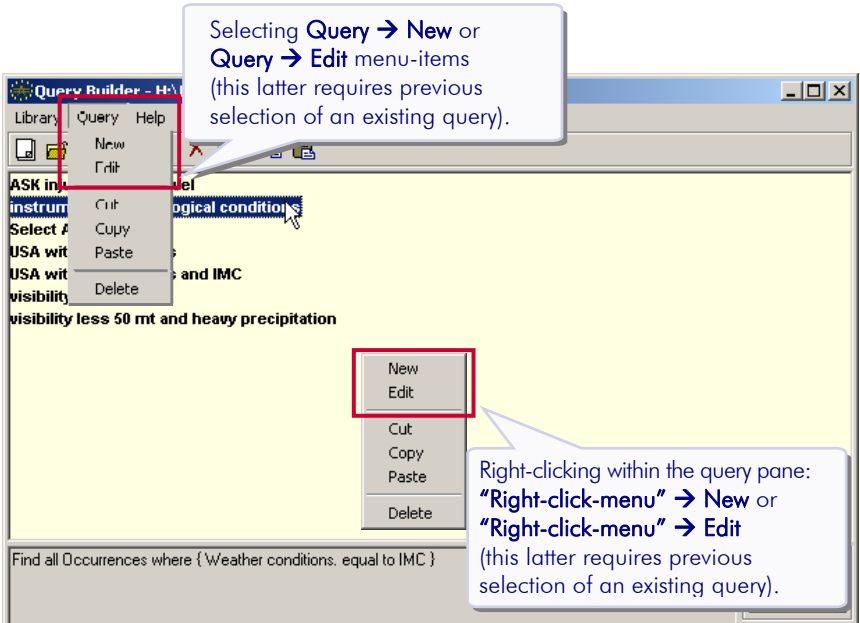 Selecting Query → New or
Query → Edit menu-items
(this latter requires previous
selection of an existing query).
Query Builder - H:\
Library Query Help
New
Edit
Cut
Copy
Paste
Delete
ASK inj el
instrum ogical conditions
Select A
USA wit
USA wit s and IMC
visibility
visibility less 50 mt and heavy precipitation
New
Edit
Cut
Copy
Paste
Delete
Right-clicking within the query pane:
“Right-click-menu” → New or
“Right-click-menu” → Edit
(this latter requires previous
selection of an existing query).
Find all Occurrences where { Weather conditions. equal to IMC }